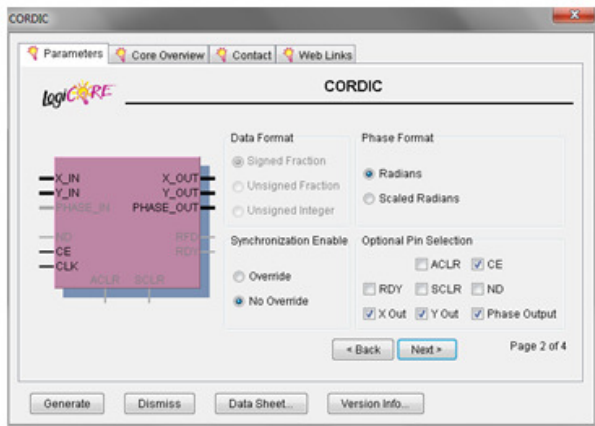 CORDIC
Parameters Core Overview Contact Web Links
LogiCORE
CORDIC
Data Format
Signed Fraction
Unsigned Fraction
Unsigned Integer
Phase Format
Radians
Scaled Radians
X_IN X_OUT
Y_IN Y_OUT
PHASE_IN PHASE_OUT
ND RFD
CE RDY
CLK
ACLR SCLR
Synchronization Enable
Override
No Override
Optional Pin Selection
ACLR CE
RDY SCLR ND
X Out Y Out Phase Output
< Back Next > Page 2 of 4
Generate Dismiss Data Sheet... Version Info...